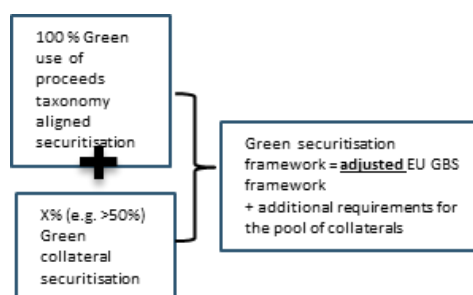 100 % Green
use of
proceeds
taxonomy
aligned
securitisation
X% (e.g. >50%)
Green
collateral
securitisation
Green securitisation
framework = adjusted EU GBS
framework
+ additional requirements for
the pool of collaterals